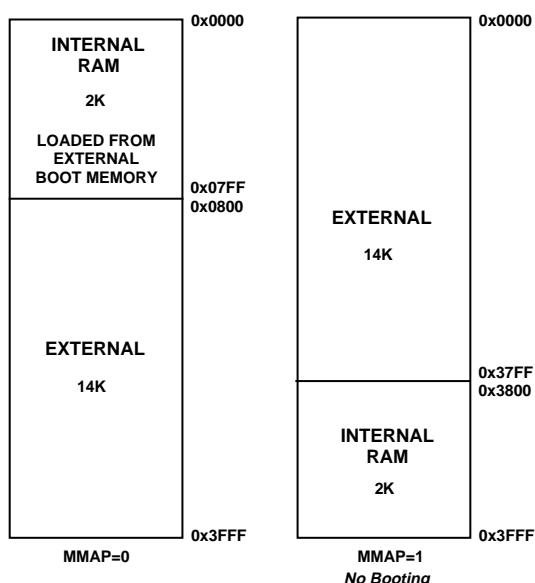 0x0000
INTERNAL
RAM
2K
LOADED FROM
EXTERNAL
BOOT MEMORY
0x07FF
0x0800
EXTERNAL
14K
0x3FFF
MMAP=0
0x0000
EXTERNAL
14K
0x37FF
0x3800
INTERNAL
RAM
2K
0x3FFF
MMAP=1
No Booting